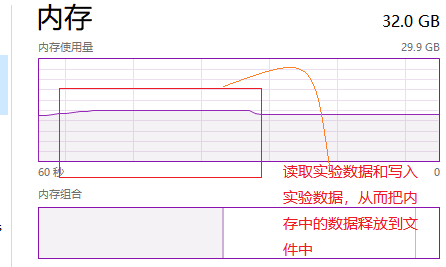 内存
32.0 GB
内存使用量
29.9 GB
60 秒
0
读取实验数据和写入
实验数据，从而把内
存中的数据释放到文
件中
内存组合